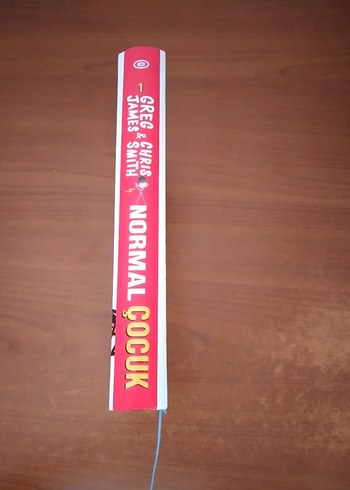 1
GREG & CHRIS
JAMES SMITH
NORMAL ÇOCUK